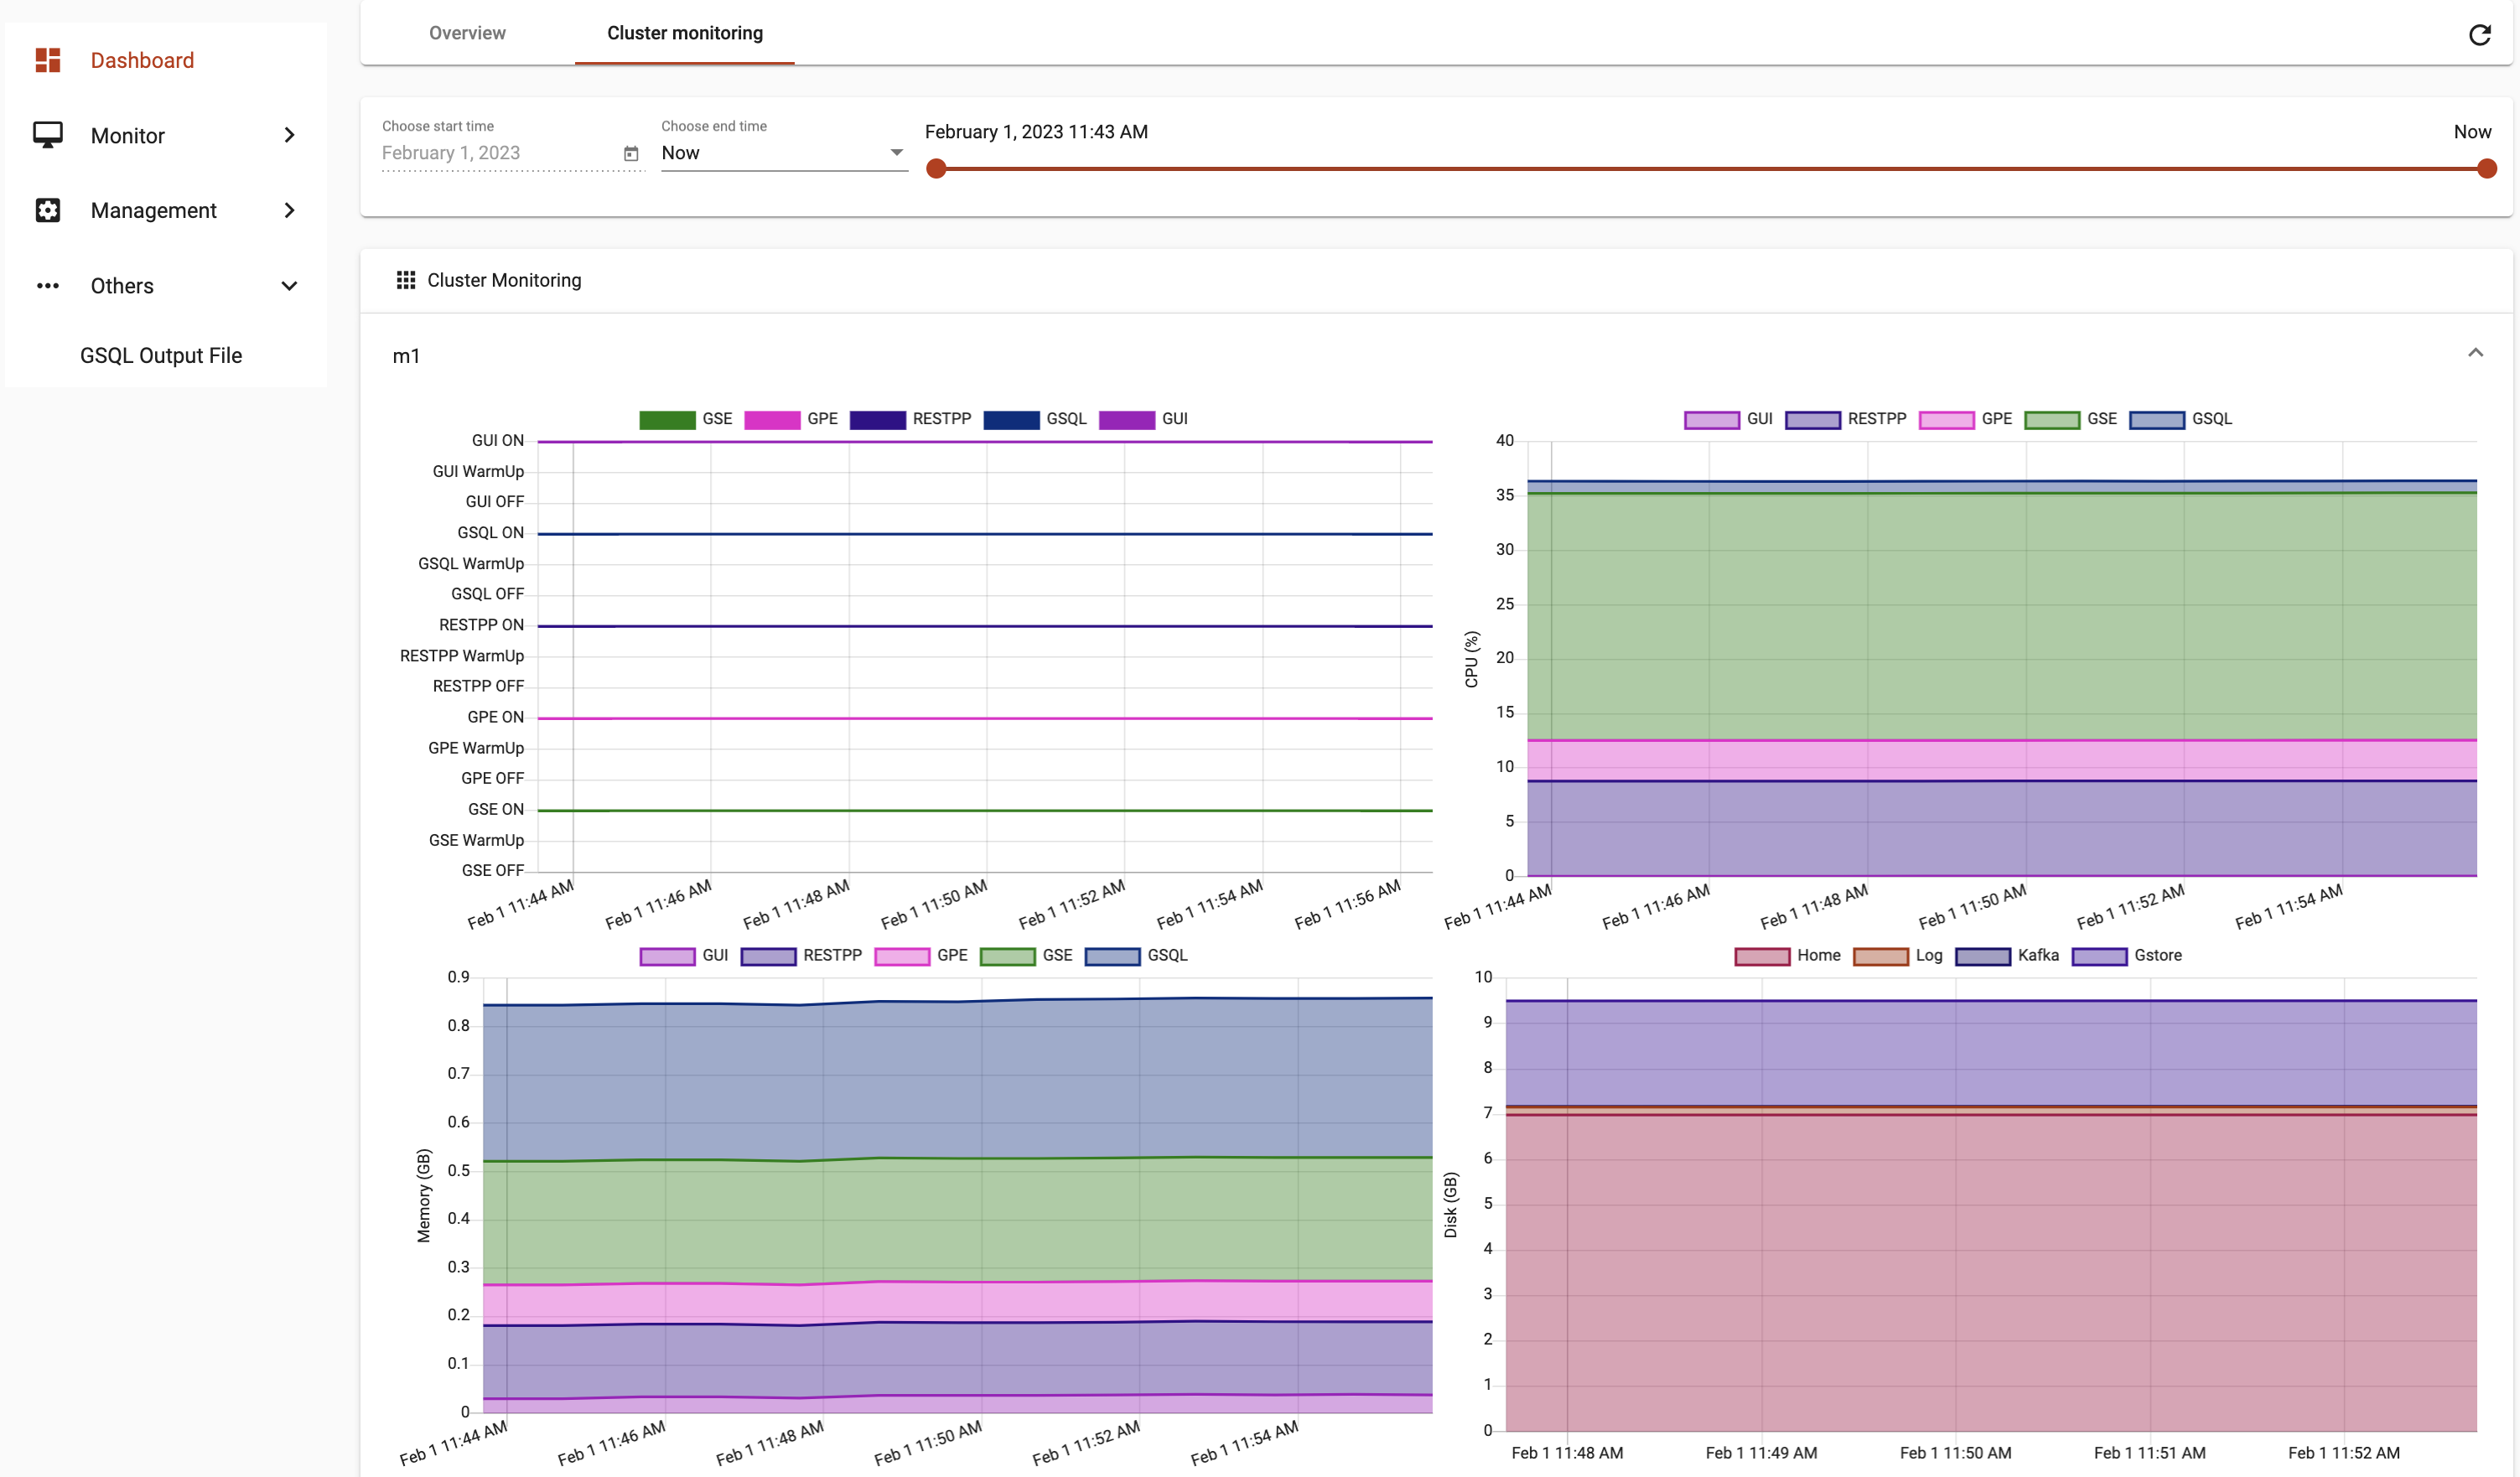 Dashboard
Monitor
Management
Others
GSQL Output File
Overview Cluster monitoring
Choose start time
February 1, 2023
Choose end time
Now
February 1, 2023 11:43 AM
Now
Cluster Monitoring
m1
GSE GPE RESTPP GSQL GUI
GUI ON
GUI WarmUp
GUI OFF
GSQL ON
GSQL WarmUp
GSQL OFF
RESTPP ON
RESTPP WarmUp
RESTPP OFF
GPE ON
GPE WarmUp
GPE OFF
GSE ON
GSE WarmUp
GSE OFF
Feb 1 11:44 AM Feb 1 11:46 AM Feb 1 11:48 AM Feb 1 11:50 AM Feb 1 11:52 AM Feb 1 11:54 AM Feb 1 11:56 AM
GUI RESTPP GPE GSE GSQL
CPU (%)
40
35
30
25
20
15
10
5
0
Feb 1 11:44 AM Feb 1 11:46 AM Feb 1 11:48 AM Feb 1 11:50 AM Feb 1 11:52 AM Feb 1 11:54 AM
GUI RESTPP GPE GSE GSQL
Memory (GB)
0.9
0.8
0.7
0.6
0.5
0.4
0.3
0.2
0.1
0
Feb 1 11:44 AM Feb 1 11:46 AM Feb 1 11:48 AM Feb 1 11:50 AM Feb 1 11:52 AM Feb 1 11:54 AM
Home Log Kafka Gstore
Disk (GB)
10
9
8
7
6
5
4
3
2
1
0
Feb 1 11:48 AM Feb 1 11:49 AM Feb 1 11:50 AM Feb 1 11:51 AM Feb 1 11:52 AM